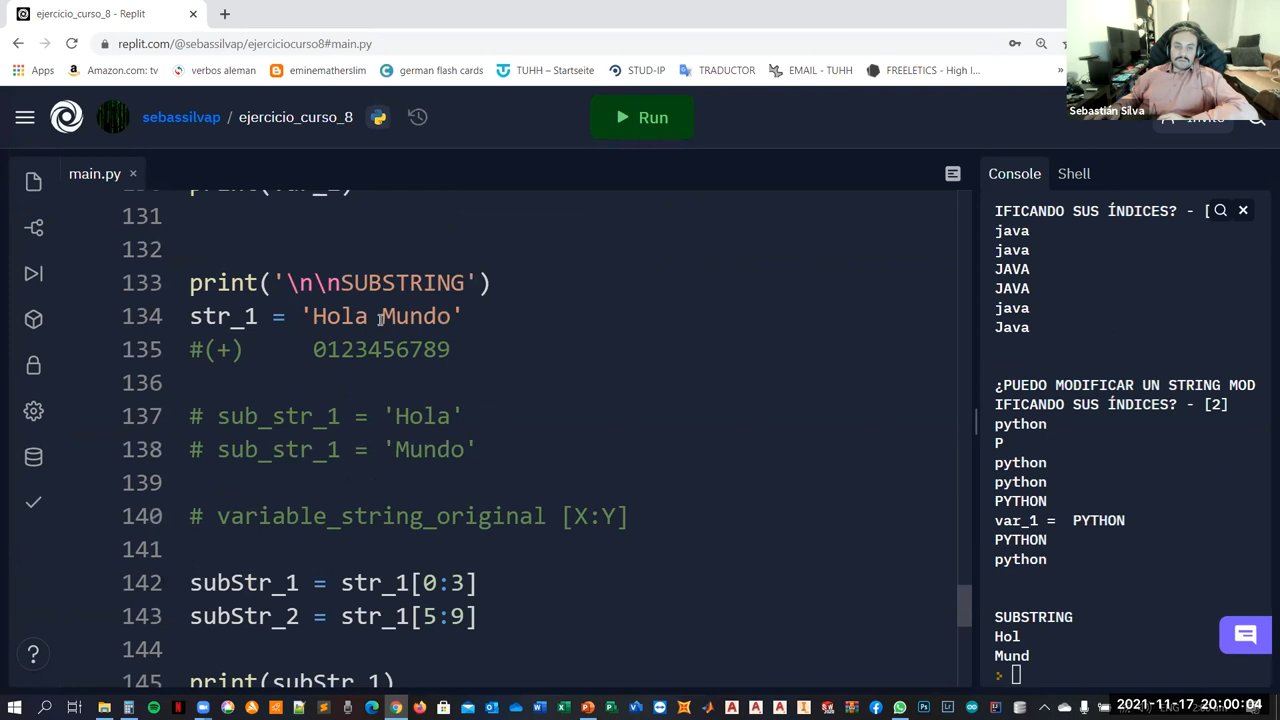 ejercicio_curso_8 - Replit
replit.com/@sebassilvap/ejerciciocurso8#main.py
Apps
Amazon.com: tv
verbos aleman
eminematherslim
german flash cards
TUHH – Startseite
STUD-IP
TRADUCTOR
EMAIL - TUHH
FREELETICS - High I...
»
Sebastián Silva
sebassilvap / ejercicio_curso_8
Run
main.py
Console
Shell
131
132
133 print('\n\nSUBSTRING')
134 str_1 = 'Hola Mundo'
135 #(+) 0123456789
136
137 # sub_str_1 = 'Hola'
138 # sub_str_1 = 'Mundo'
139
140 # variable_string_original [X:Y]
141
142 subStr_1 = str_1[0:3]
143 subStr_2 = str_1[5:9]
144
145 print(subStr_1)
IFICANDO SUS ÍNDICES? - [
java
java
JAVA
JAVA
java
Java
¿PUEDO MODIFICAR UN STRING MOD
IFICANDO SUS ÍNDICES? - [2]
python
P
python
python
PYTHON
var_1 =  PYTHON
PYTHON
python
SUBSTRING
Hol
Mund
2021-11-17 20:00:04